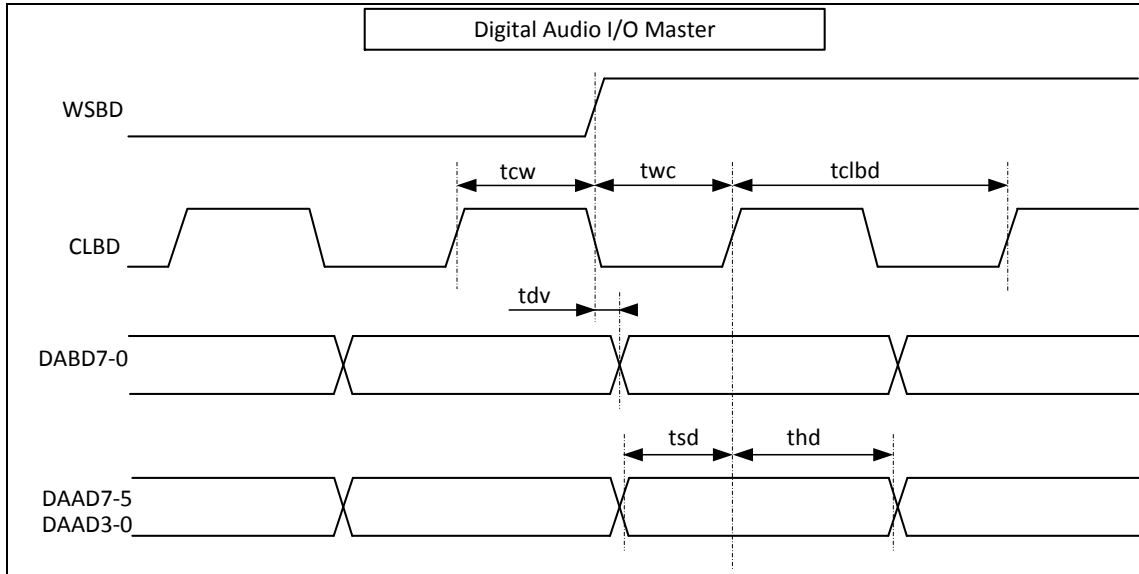 Digital Audio I/O Master
WSBD
tcw
twc
tclbd
CLBD
tdv
DABD7-0
tsd
thd
DAAD7-5
DAAD3-0